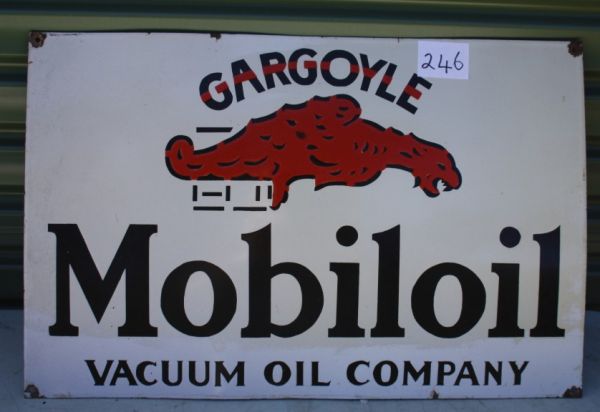 GARGOYLE
246
Mobiloil
VACUUM OIL COMPANY